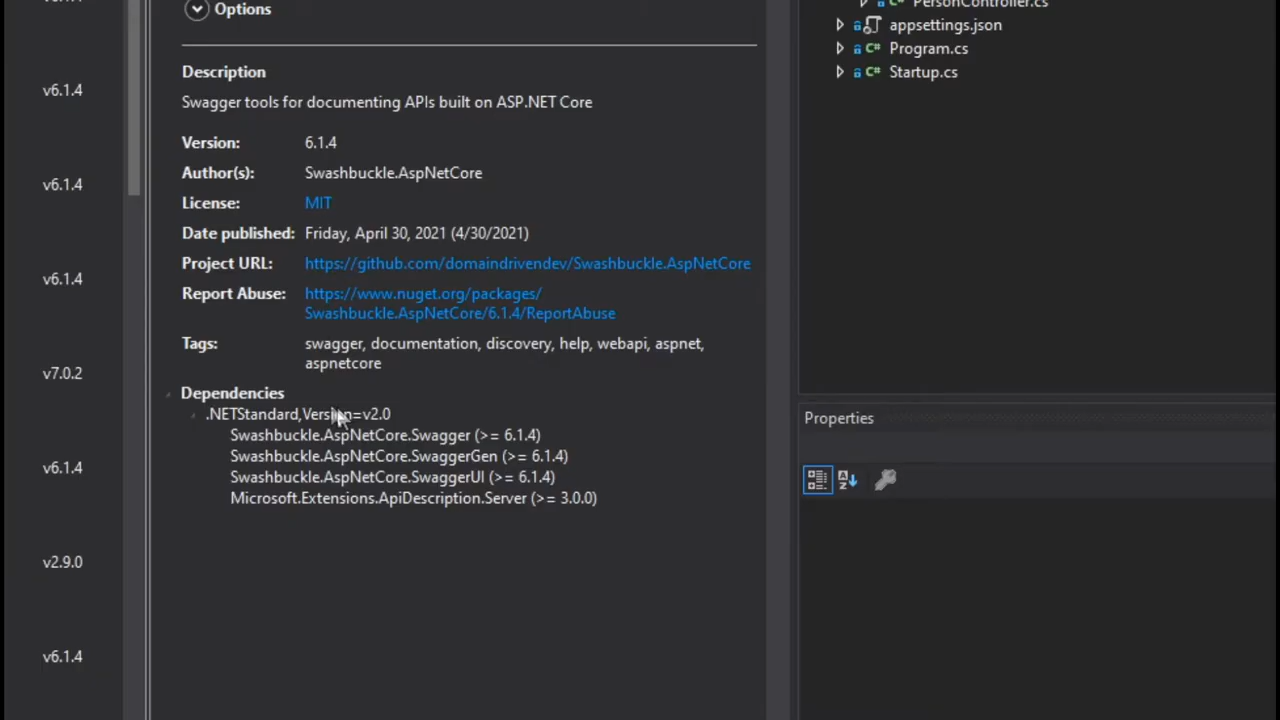 Options
Description
Swagger tools for documenting APIs built on ASP.NET Core
Version: 6.1.4
Author(s): Swashbuckle.AspNetCore
License: MIT
Date published: Friday, April 30, 2021 (4/30/2021)
Project URL: https://github.com/domaindrivendev/Swashbuckle.AspNetCore
Report Abuse: https://www.nuget.org/packages/
Swashbuckle.AspNetCore/6.1.4/ReportAbuse
Tags: swagger, documentation, discovery, help, webapi, aspnet,
aspnetcore
Dependencies
.NETStandard,Version=v2.0
Swashbuckle.AspNetCore.Swagger (>= 6.1.4)
Swashbuckle.AspNetCore.SwaggerGen (>= 6.1.4)
Swashbuckle.AspNetCore.SwaggerUI (>= 6.1.4)
Microsoft.Extensions.ApiDescription.Server (>= 3.0.0)
v6.1.4
v6.1.4
v6.1.4
v7.0.2
v6.1.4
v2.9.0
v6.1.4
PersonController.cs
appsettings.json
C# Program.cs
C# Startup.cs
Properties